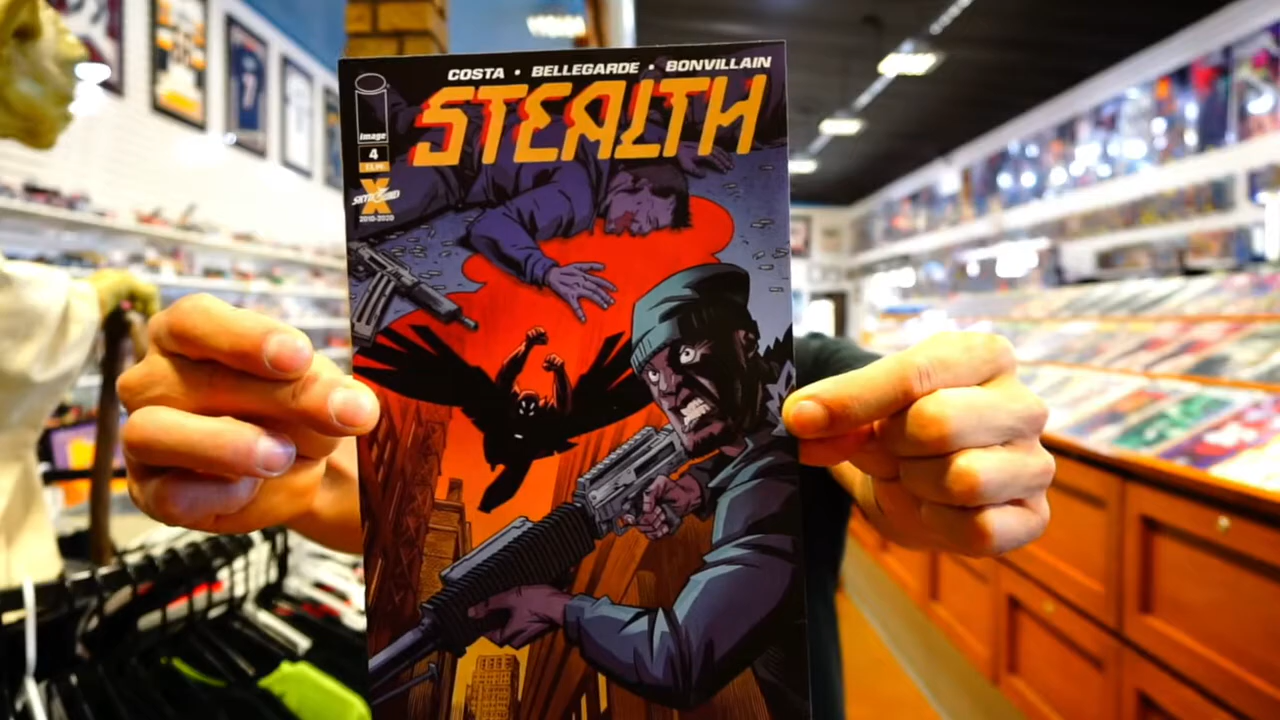 COSTA • BELLEGARDE • BONVILLAIN
STEALTH
image
4
SKYBOUND
X
2010-2020